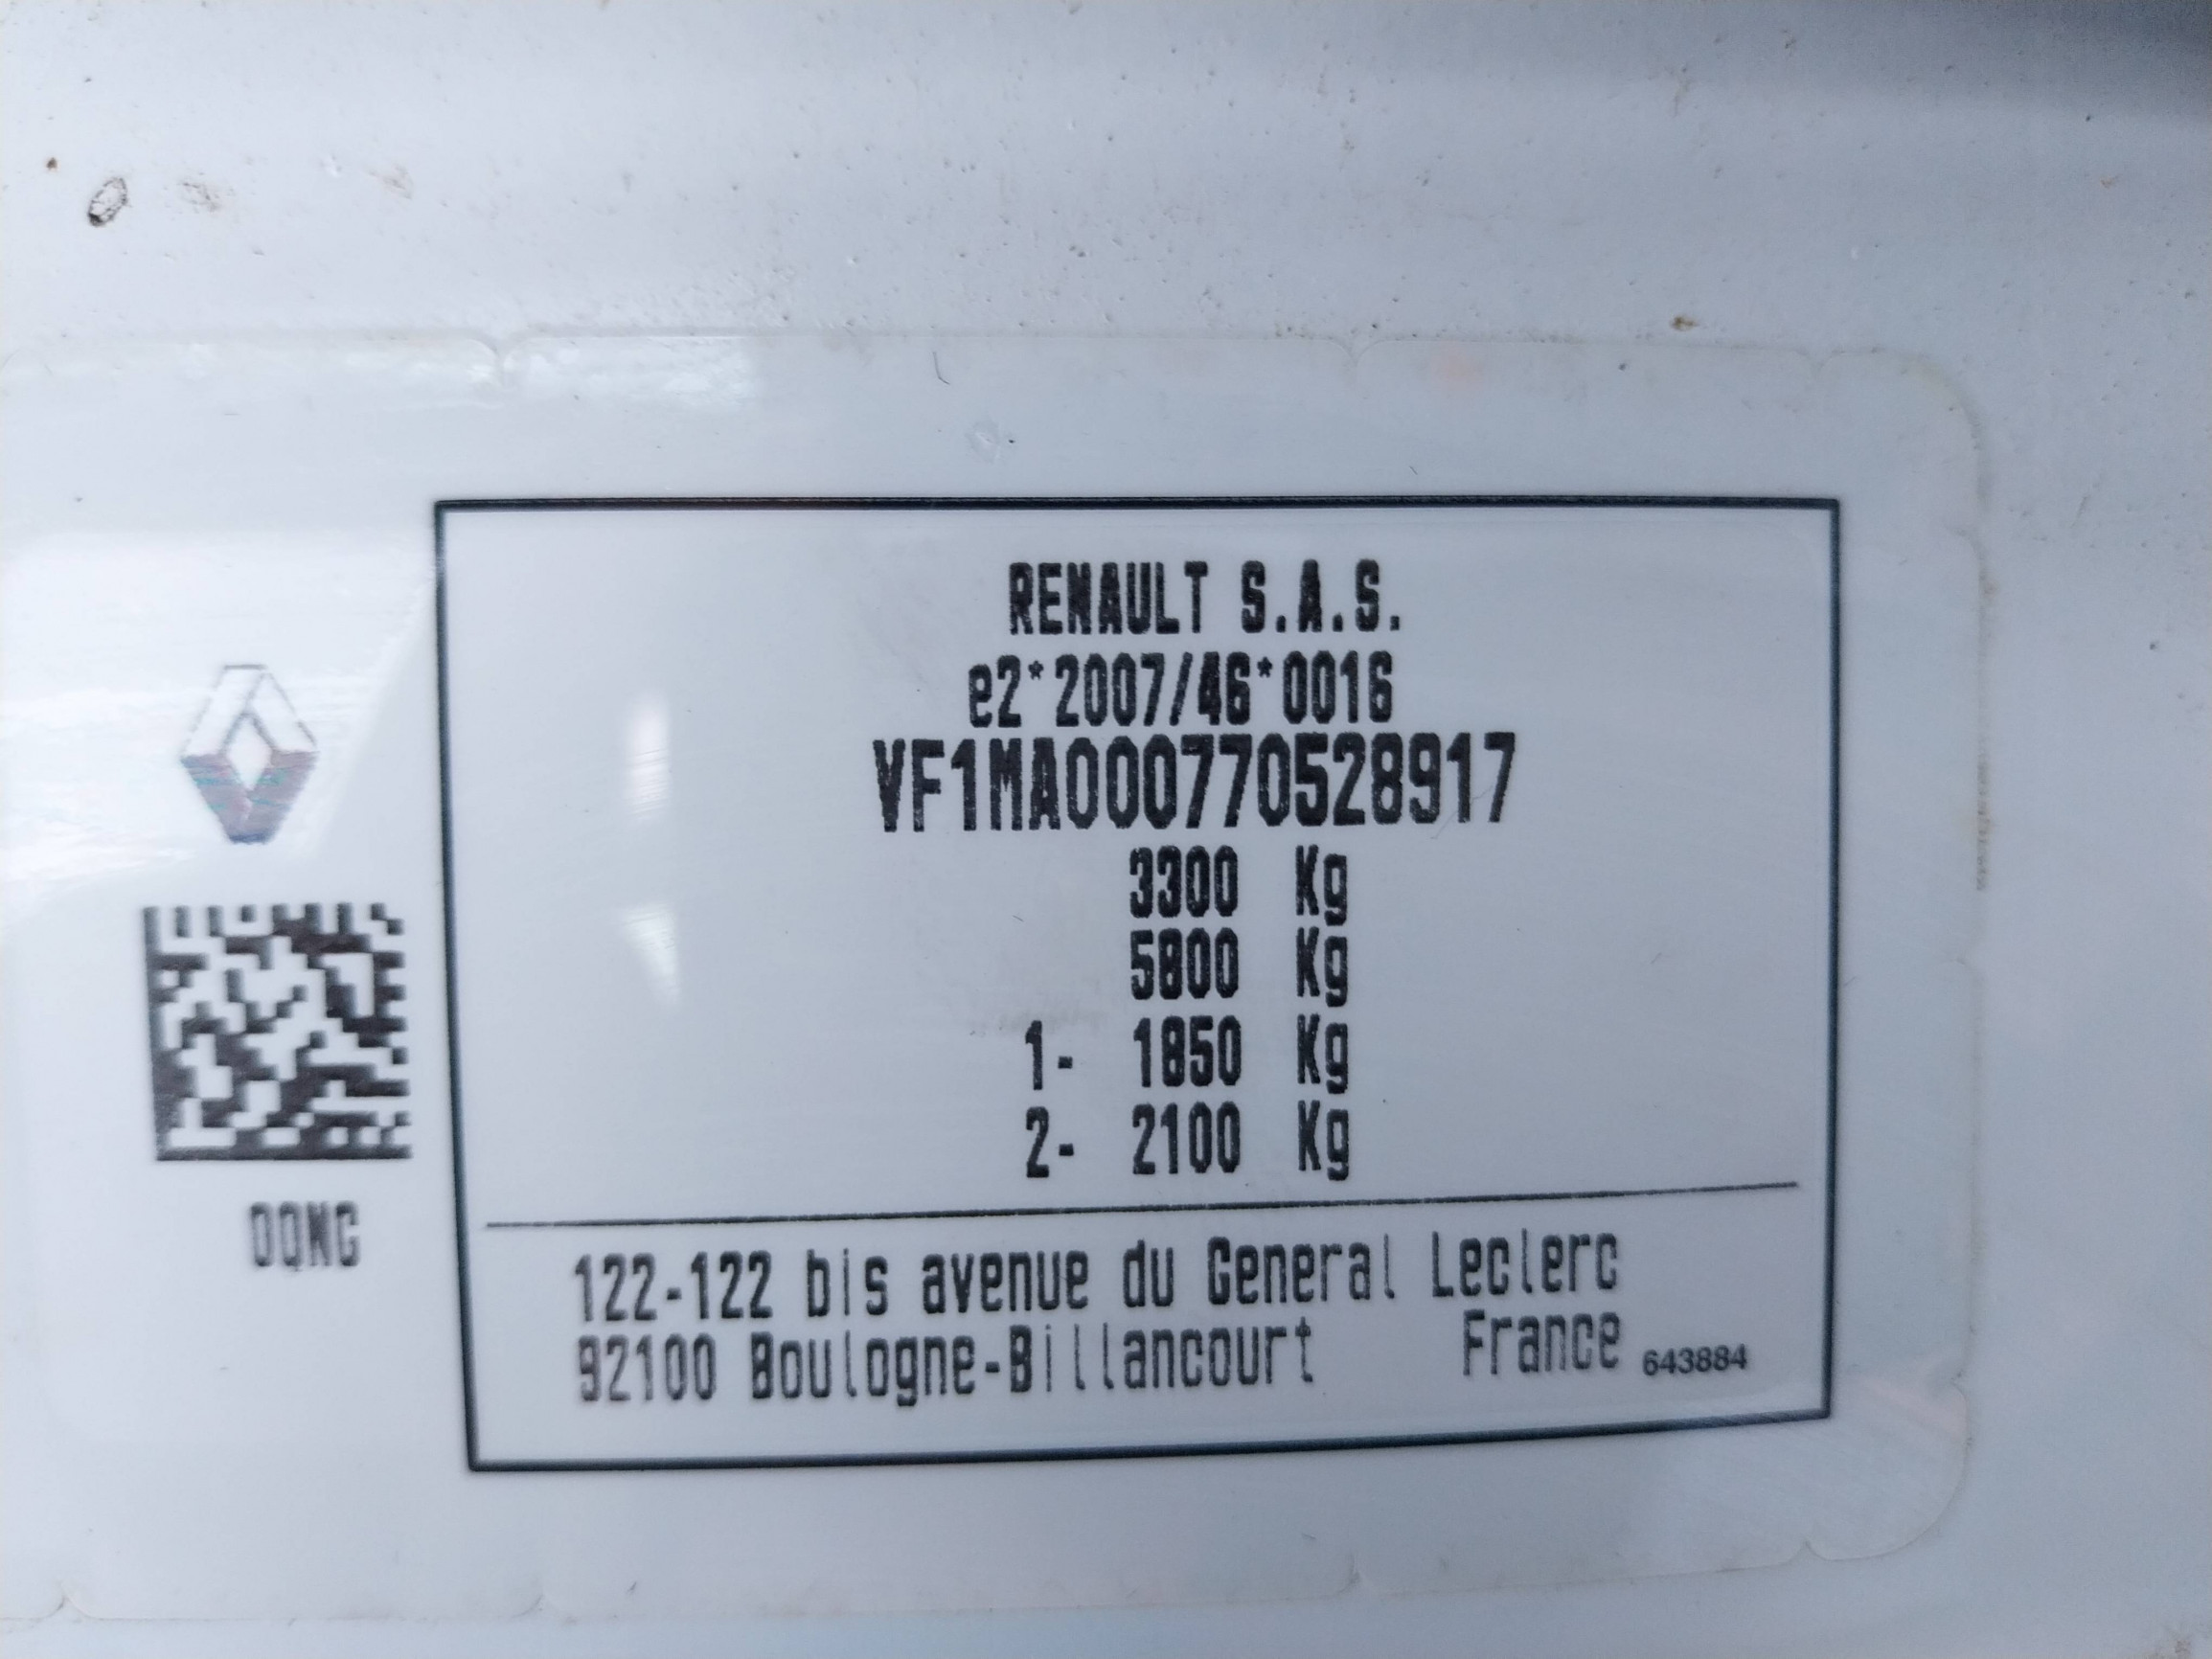 RENAULT S.A.S.
e2*2007/46*0016
VF1MA000770528917
3300 Kg
5800 Kg
1- 1850 Kg
2- 2100 Kg
OQNG
122-122 bis avenue du General Leclerc
92100 Boulogne-Billancourt France 643884